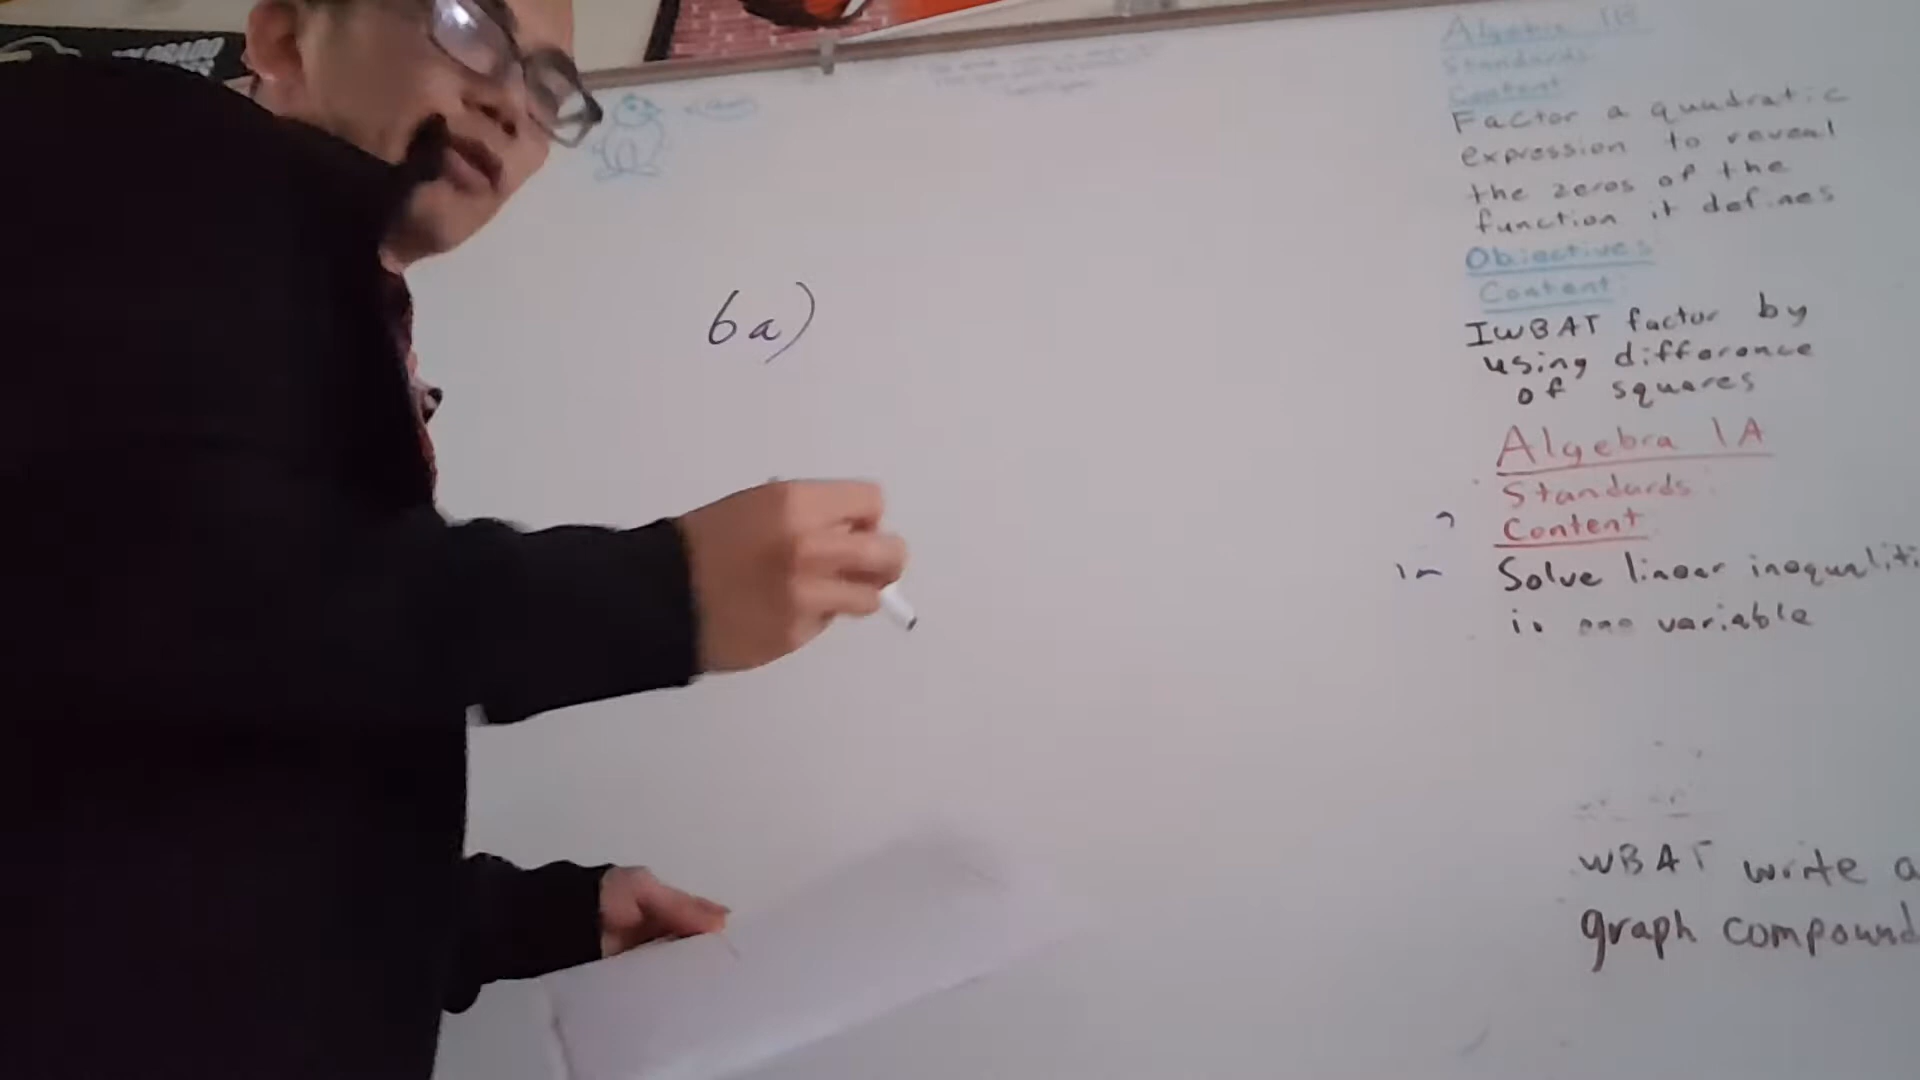 COLORADO
6a)
Algebra 1B
Standards
Content
Factor a quadratic
expression to reveal
the zeros of the
function it defines
Objectives
Content
IWBAT factor by
using difference
of squares
Algebra 1A
Standards
Content
Solve linear inequaliti
one variable
WBAT write a
graph compound